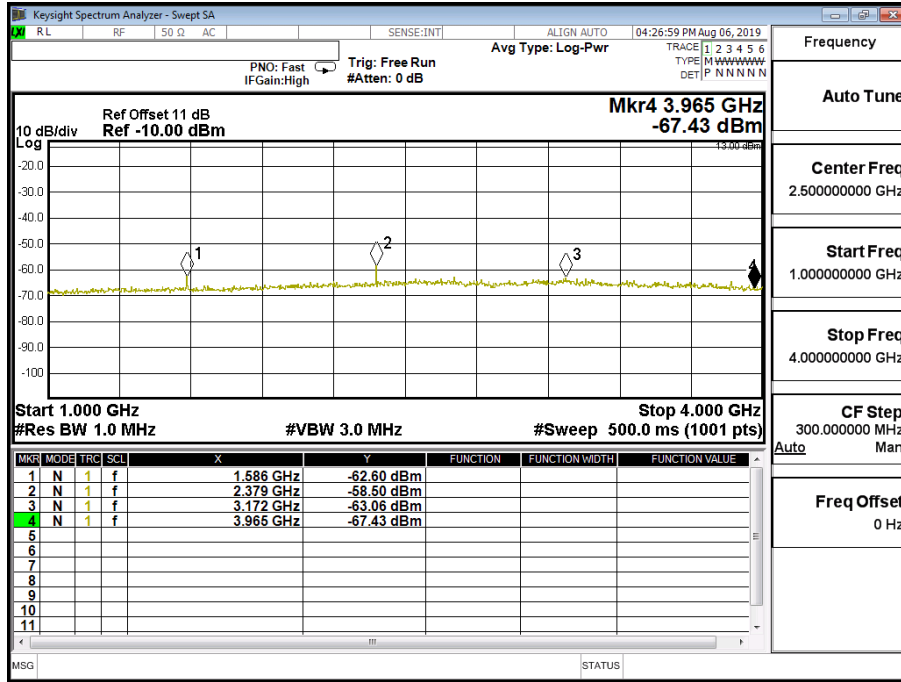 Keysight Spectrum Analyzer - Swept SA
LXI RL RF 50 Ω AC SENSE:INT ALIGN AUTO 04:26:59 PM Aug 06, 2019
Avg Type: Log-Pwr
TRACE 1 2 3 4 5 6
TYPE M WWWWW
DET P N N N N N
PNO: Fast
IFGain:High
Trig: Free Run
#Atten: 0 dB
Mkr4 3.965 GHz
-67.43 dBm
Ref Offset 11 dB
10 dB/div Ref -10.00 dBm
Log
-13.00 dBm
-20.0
-30.0
-40.0
-50.0
-60.0
-70.0
-80.0
-90.0
-100
1
2
3
4
Start 1.000 GHz Stop 4.000 GHz
#Res BW 1.0 MHz #VBW 3.0 MHz #Sweep 500.0 ms (1001 pts)
MKR MODE TRC SCL X Y FUNCTION FUNCTION WIDTH FUNCTION VALUE
1 N 1 f 1.586 GHz -62.60 dBm
2 N 1 f 2.379 GHz -58.50 dBm
3 N 1 f 3.172 GHz -63.06 dBm
4 N 1 f 3.965 GHz -67.43 dBm
5
6
7
8
9
10
11
MSG STATUS
Frequency
Auto Tune
Center Freq
2.500000000 GHz
Start Freq
1.000000000 GHz
Stop Freq
4.000000000 GHz
CF Step
300.000000 MHz
Auto Man
Freq Offset
0 Hz